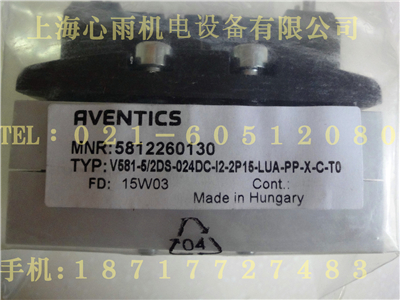 上海心雨机电设备有限公司
AVENTICS
TEL:021-60512080
MNR:5812260130
TYP:V581-5/2DS-024DC-I2-2P15-LUA-PP-X-C-T0
FD: 15W03 Cont.:
Made in Hungary
04
手机:18717727483